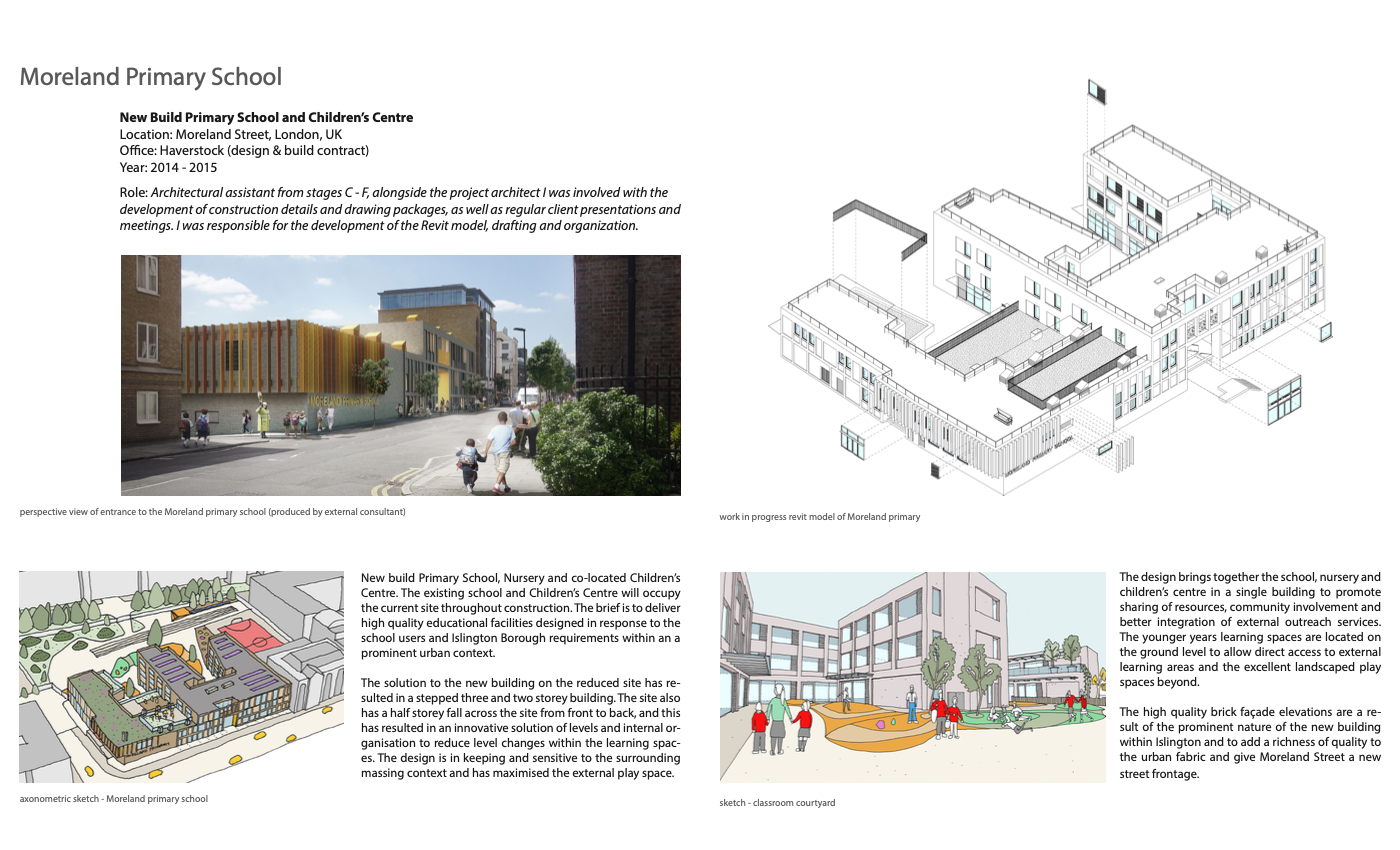 Moreland Primary School
New Build Primary School and Children's Centre
Location: Moreland Street, London, UK
Office: Haverstock (design & build contract)
Year: 2014 - 2015
Role: Architectural assistant from stages C - F, alongside the project architect I was involved with the
development of construction details and drawing packages, as well as regular client presentations and
meetings. I was responsible for the development of the Revit model, drafting and organization.
MORELAND PRIMARY SCHOOL
perspective view of entrance to the Moreland primary school (produced by external consultant)
MORELAND PRIMARY SCHOOL
work in progress revit model of Moreland primary
axonometric sketch - Moreland primary school
New build Primary School, Nursery and co-located Children's
Centre. The existing school and Children's Centre will occupy
the current site throughout construction. The brief is to deliver
high quality educational facilities designed in response to the
school users and Islington Borough requirements within an a
prominent urban context.
The solution to the new building on the reduced site has re-
sulted in a stepped three and two storey building. The site also
has a half storey fall across the site from front to back, and this
has resulted in an innovative solution of levels and internal or-
ganisation to reduce level changes within the learning spac-
es. The design is in keeping and sensitive to the surrounding
massing context and has maximised the external play space.
sketch - classroom courtyard
The design brings together the school, nursery and
children's centre in a single building to promote
sharing of resources, community involvement and
better integration of external outreach services.
The younger years learning spaces are located on
the ground level to allow direct access to external
learning areas and the excellent landscaped play
spaces beyond.
The high quality brick façade elevations are a re-
sult of the prominent nature of the new building
within Islington and to add a richness of quality to
the urban fabric and give Moreland Street a new
street frontage.